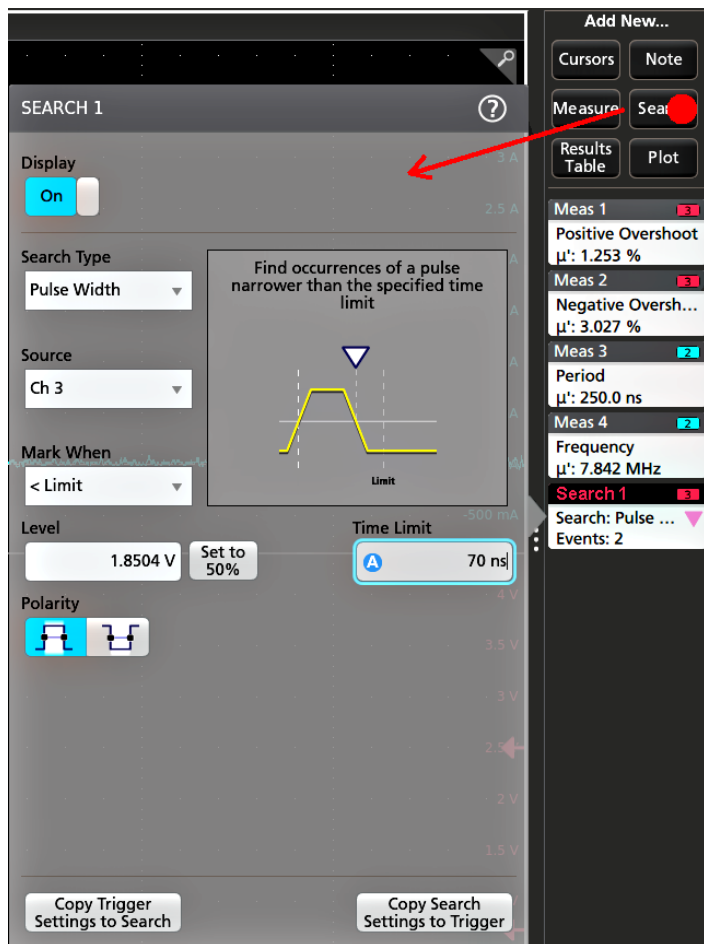 Add New...
Cursors
Note
Measure
Results
Table
Plot
SEARCH 1
?
Display
On
Search Type
Pulse Width
Source
Ch 3
Mark When
< Limit
Find occurrences of a pulse
narrower than the specified time
limit
Limit
Level
1.8504 V
Set to
50%
Time Limit
A
70 ns
Polarity
Copy Trigger
Settings to Search
Copy Search
Settings to Trigger
3 A
2.5 A
-500 mA
4 V
3.5 V
3 V
2 V
1.5 V
Meas 1
3
Positive Overshoot
µ': 1.253 %
Meas 2
3
Negative Oversh...
µ': 3.027 %
Meas 3
2
Period
µ': 250.0 ns
Meas 4
2
Frequency
µ': 7.842 MHz
Search 1
3
Search: Pulse ...
Events: 2